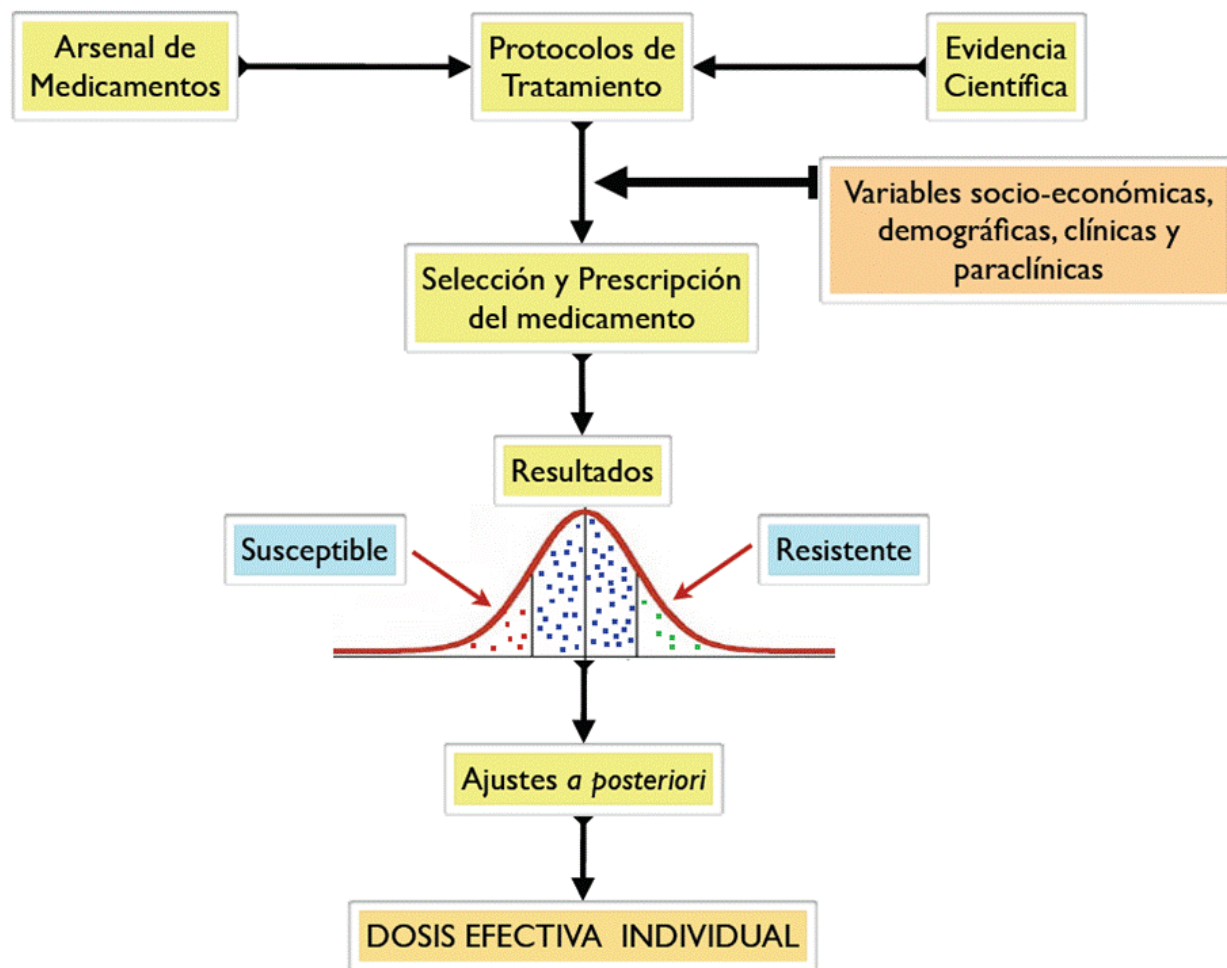 Arsenal de
Medicamentos
Protocolos de
Tratamiento
Evidencia
Científica
Variables socio-económicas,
demográficas, clínicas y
paraclínicas
Selección y Prescripción
del medicamento
Resultados
Susceptible
Resistente
Ajustes a posteriori
DOSIS EFECTIVA INDIVIDUAL